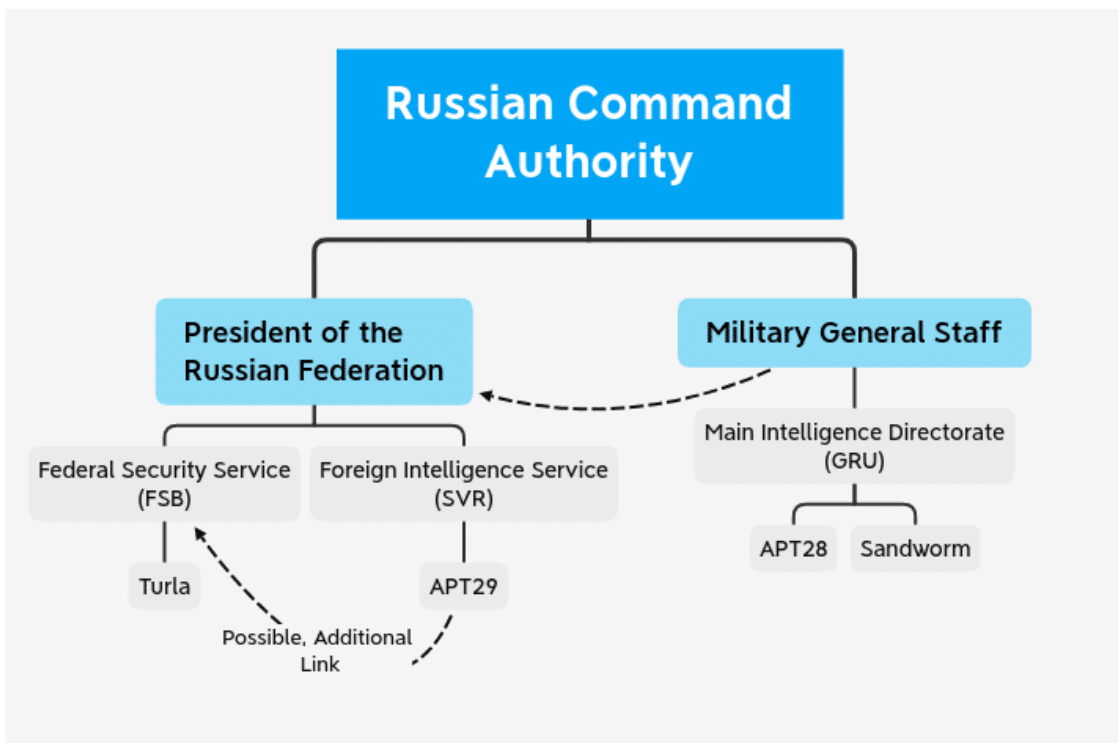 Russian Command
Authority
President of the
Russian Federation
Military General Staff
Main Intelligence Directorate
(GRU)
Federal Security Service
(FSB)
Foreign Intelligence Service
(SVR)
APT28
Sandworm
Turla
APT29
Possible, Additional
Link